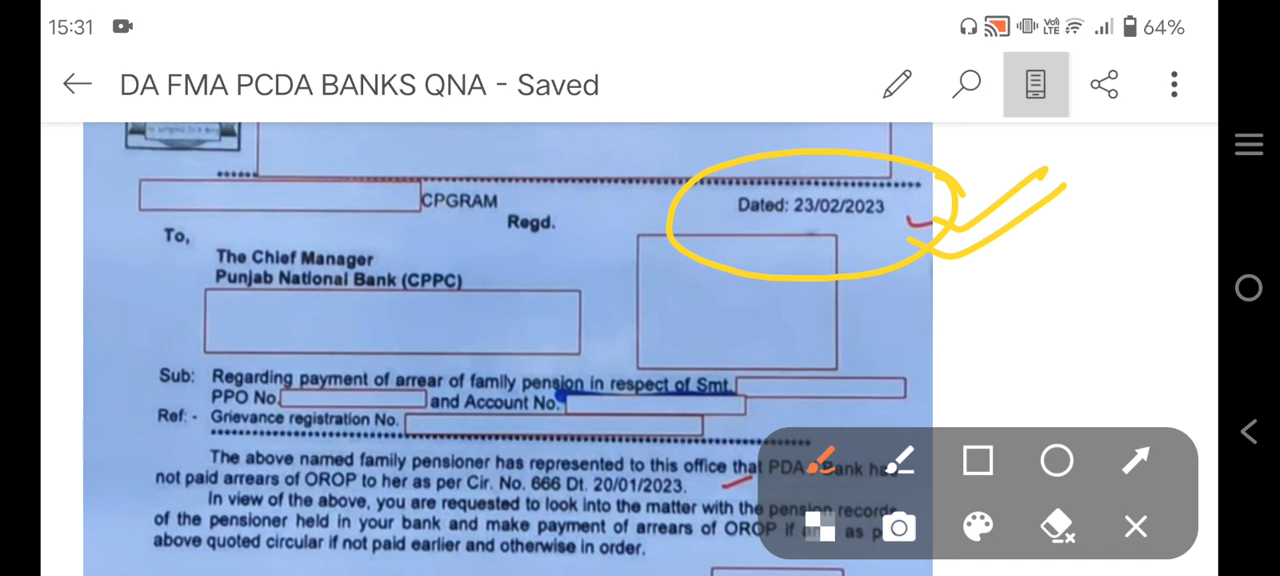 15:31
Vo)
LTE
64%
DA FMA PCDA BANKS QNA - Saved
CPGRAM
Dated: 23/02/2023
Regd.
To,
The Chief Manager
Punjab National Bank (CPPC)
Sub: Regarding payment of arrear of family pension in respect of Smt.
PPO No. and Account No.
Ref: - Grievance registration No.
The above named family pensioner has represented to this office that PDA Bank ha
not paid arrears of OROP to her as per Cir. No. 666 Dt. 20/01/2023.
In view of the above, you are requested to look into the matter with the pension records
of the pensioner held in your bank and make payment of arrears of OROP if as p
above quoted circular if not paid earlier and otherwise in order.